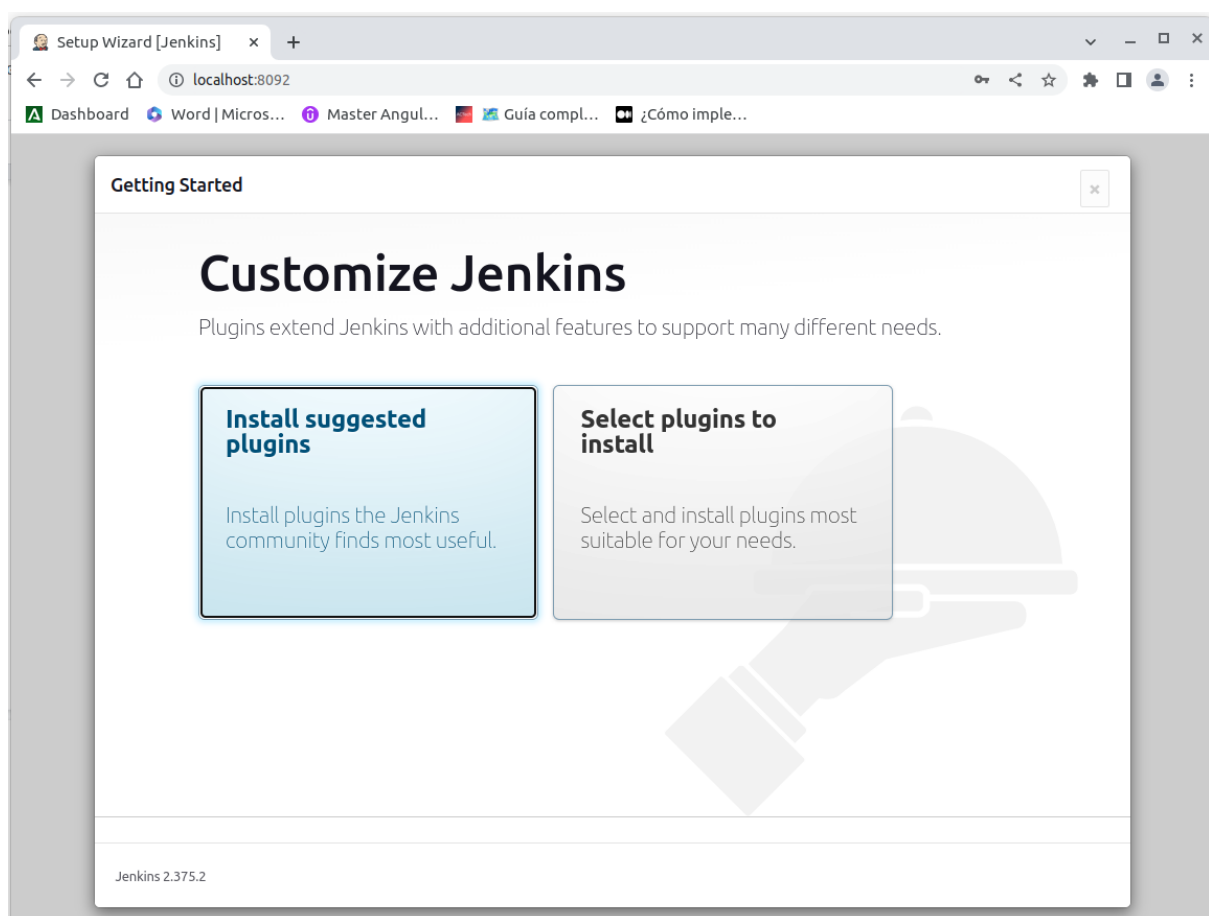 Setup Wizard [Jenkins]
localhost:8092
Dashboard Word | Micros... Master Angul... Guía compl... ¿Cómo imple...
Getting Started
Customize Jenkins
Plugins extend Jenkins with additional features to support many different needs.
Install suggested
plugins
Install plugins the Jenkins
community finds most useful.
Select plugins to
install
Select and install plugins most
suitable for your needs.
Jenkins 2.375.2